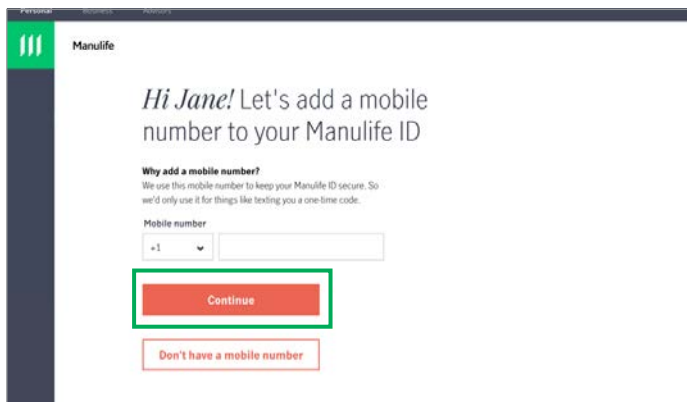 Personal Business Advisors
Manulife
Hi Jane! Let's add a mobile
number to your Manulife ID
Why add a mobile number?
We use this mobile number to keep your Manulife ID secure. So
we'd only use it for things like texting you a one-time code.
Mobile number
+1
Continue
Don't have a mobile number